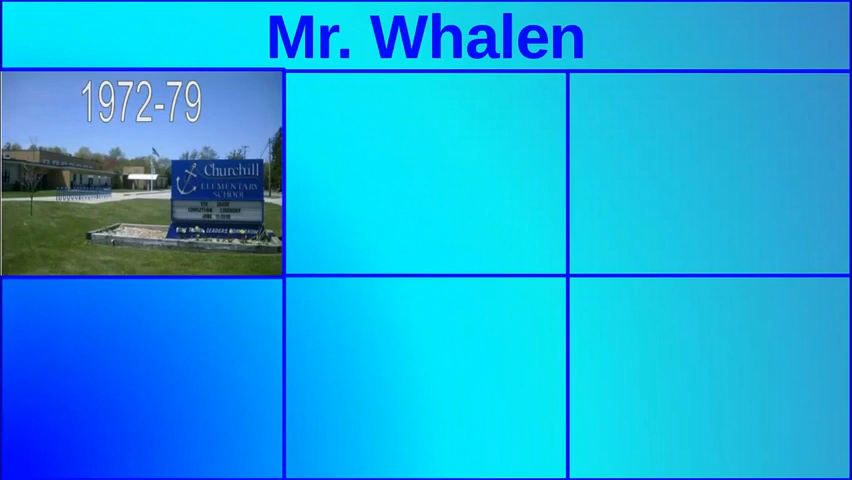 Mr. Whalen
1972-79
Churchill
ELEMENTARY
SCHOOL